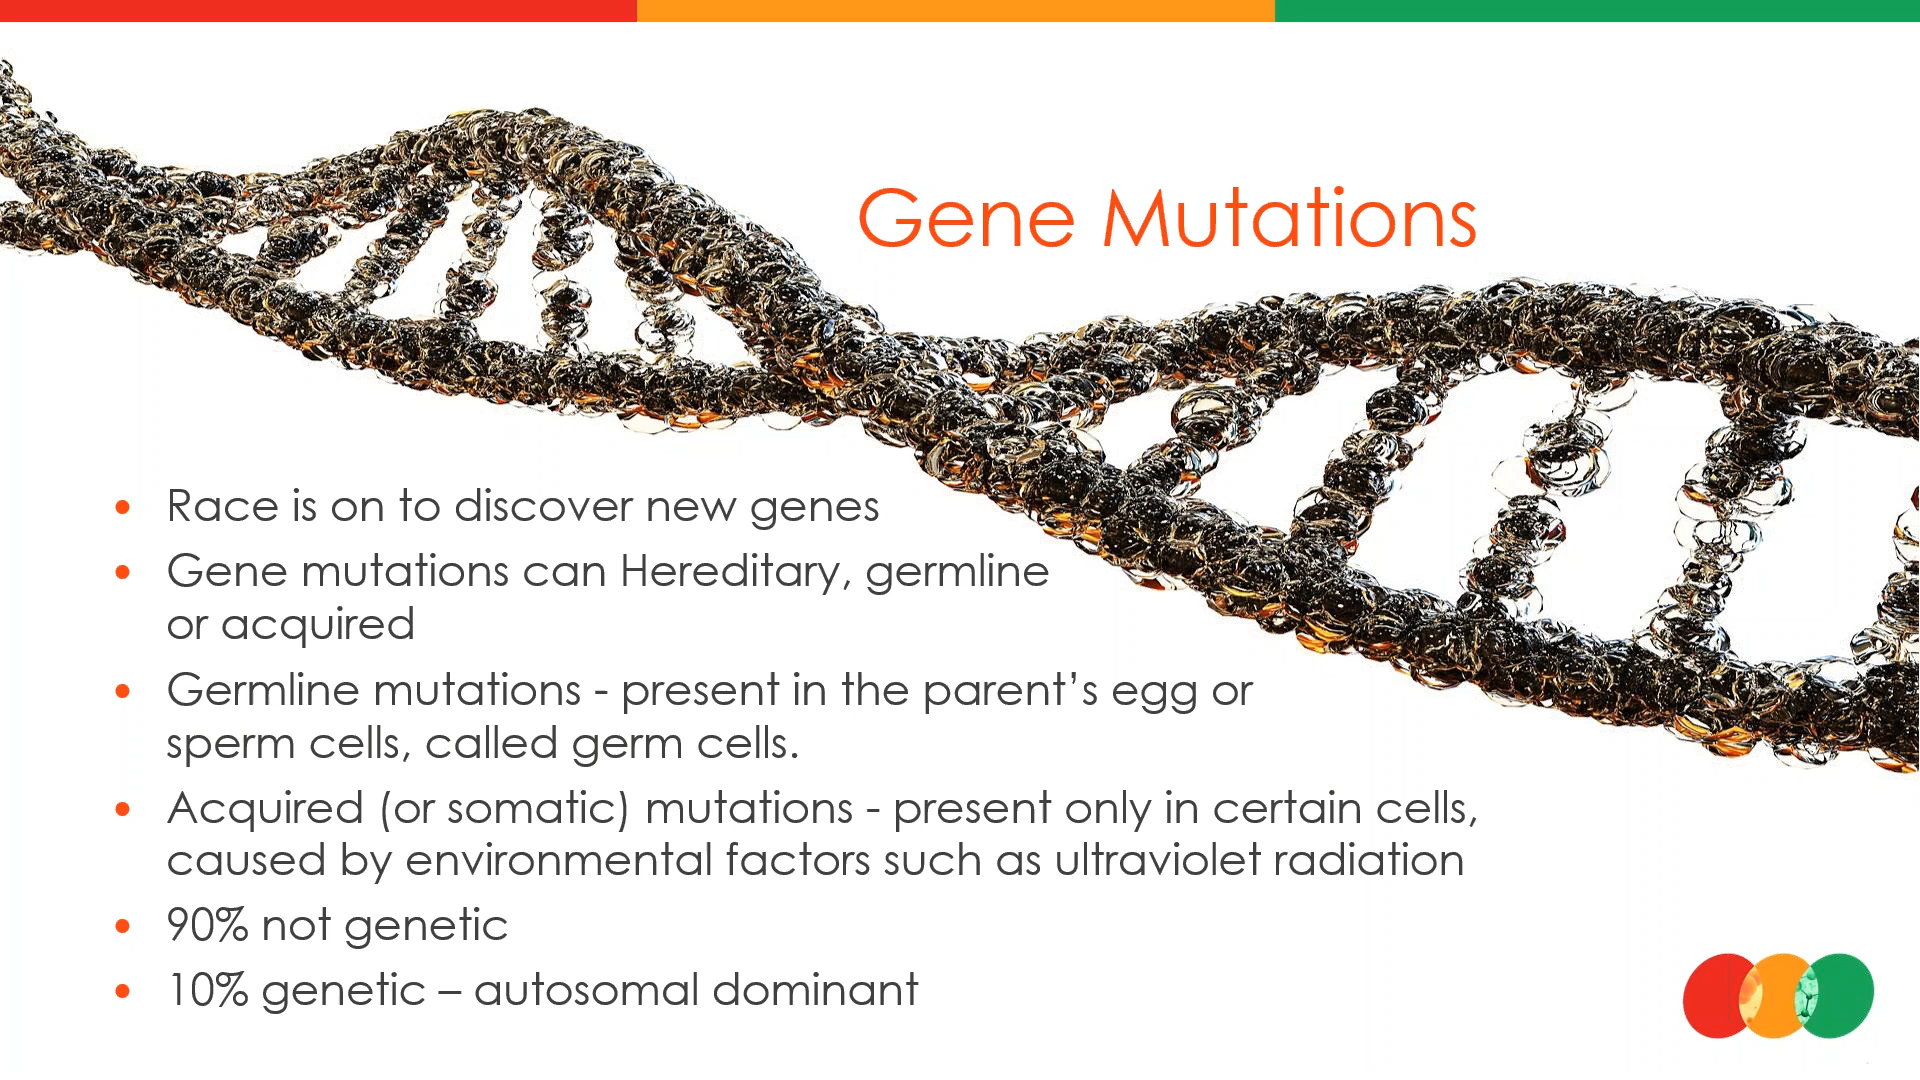 Gene Mutations
• Race is on to discover new genes
• Gene mutations can Hereditary, germline
or acquired
• Germline mutations - present in the parent’s egg or
sperm cells, called germ cells.
• Acquired (or somatic) mutations - present only in certain cells,
caused by environmental factors such as ultraviolet radiation
• 90% not genetic
• 10% genetic – autosomal dominant